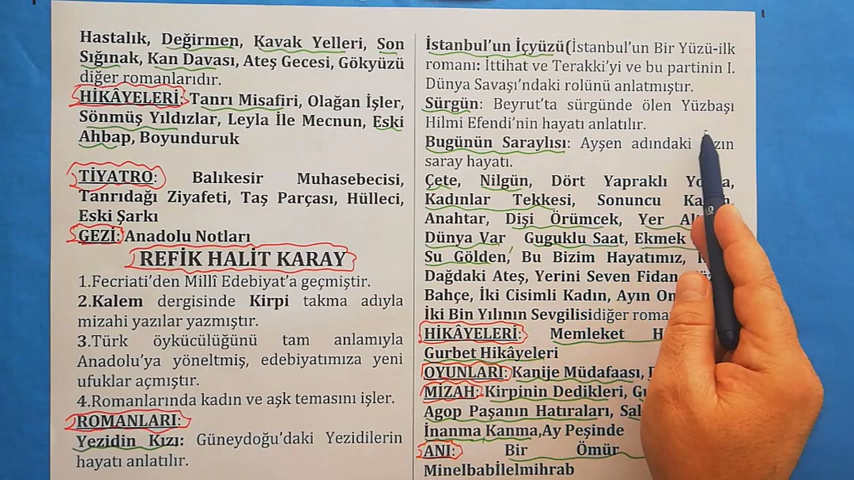 Hastalık, Değirmen, Kavak Yelleri, Son
Sığınak, Kan Davası, Ateş Gecesi, Gökyüzü
diğer romanlarıdır.
HİKÂYELERİ: Tanrı Misafiri, Olağan İşler,
Sönmüş Yıldızlar, Leyla İle Mecnun, Eski
Ahbap, Boyunduruk
TİYATRO: Balıkesir Muhasebecisi,
Tanrıdağı Ziyafeti, Taş Parçası, Hülleci,
Eski Şarkı
GEZİ: Anadolu Notları
REFİK HALİT KARAY
1.Fecriati’den Millî Edebiyat’a geçmiştir.
2.Kalem dergisinde Kirpi takma adıyla
mizahi yazılar yazmıştır.
3.Türk öykücülüğünü tam anlamıyla
Anadolu’ya yöneltmiş, edebiyatımıza yeni
ufuklar açmıştır.
4.Romanlarında kadın ve aşk temasını işler.
ROMANLARI:
Yezidin Kızı: Güneydoğu’daki Yezidilerin
hayatı anlatılır.
İstanbul’un İçyüzü(İstanbul’un Bir Yüzü-ilk
romanı: İttihat ve Terakki’yi ve bu partinin I.
Dünya Savaşı’ndaki rolünü anlatmıştır.
Sürgün: Beyrut’ta sürgünde ölen Yüzbaşı
Hilmi Efendi’nin hayatı anlatılır.
Bugünün Saraylısı: Ayşen adındaki
saray hayatı.
Çete, Nilgün, Dört Yapraklı
Kadınlar Tekkesi, Sonuncu
Anahtar, Dişi Örümcek, Yer
Dünya Var Guguklu Saat, Ekmek
Su Gölden, Bu Bizim Hayatımız,
Dağdaki Ateş, Yerini Seven Fidan,
Bahçe, İki Cisimli Kadın, Ayın
İki Bin Yılının Sevgilisidiğer
HİKÂYELERİ: Memleket
Gurbet Hikâyeleri
OYUNLARI: Kanije Müdafaası,
MİZAH: Kirpinin Dedikleri,
Agop Paşanın Hatıraları,
İnanma Kanma,Ay Peşinde
ANI: Bir Ömür
Minelbabİlelmihrab